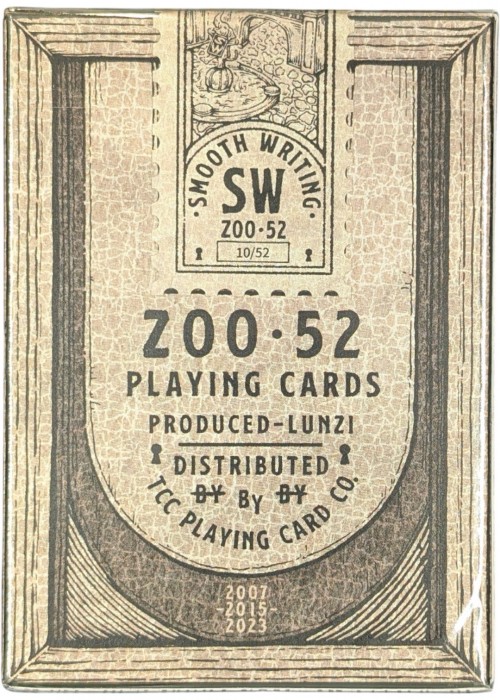 ·SMOOTH WRITING·
SW
ZOO·52
10/52
ZOO·52
PLAYING CARDS
PRODUCED-LUNZI
DISTRIBUTED
BY BY BY
TCC PLAYING CARD CO.
2007
-2015-
2023